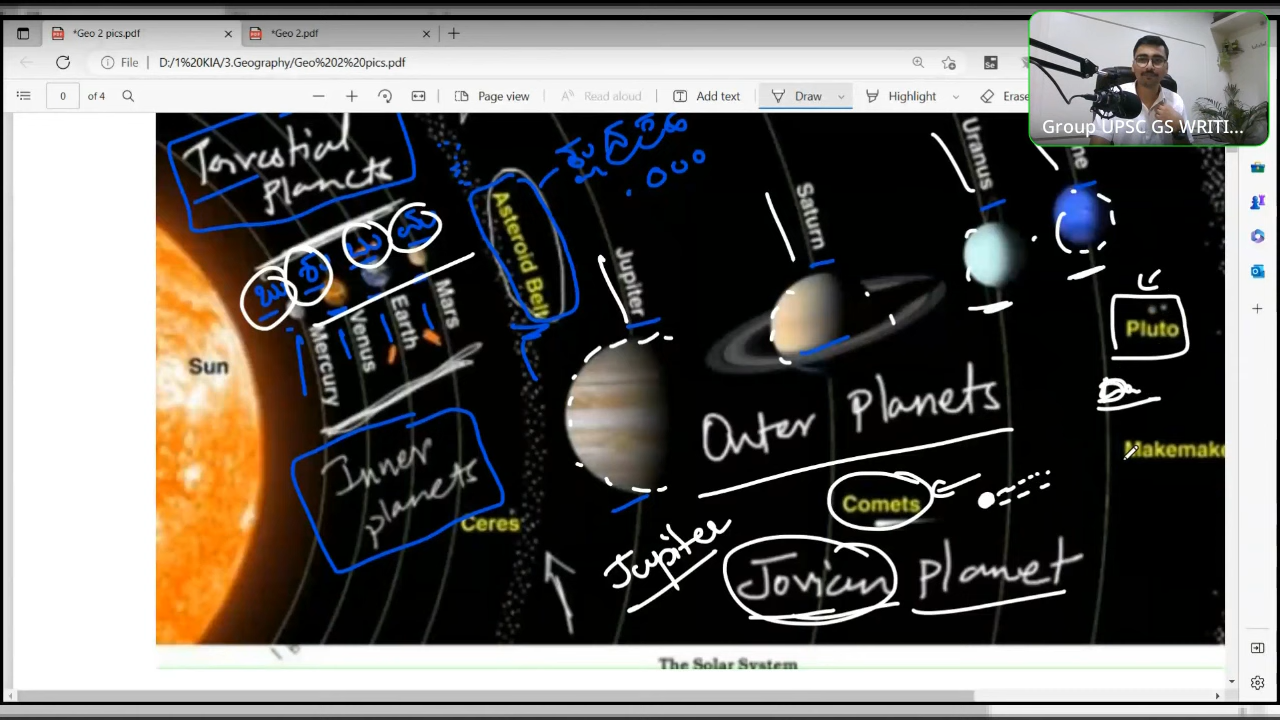 *Geo 2 pics.pdf
*Geo 2.pdf
File
D:/1%20KIA/3.Geography/Geo%202%20pics.pdf
0 of 4
Page view
Read aloud
Add text
Draw
Highlight
Erase
Group UPSC GS WRITI...
Terrestial
Planets
Sun
Mercury
Venus
Earth
Mars
Asteroid Belt
Jupiter
Saturn
Uranus
ne
Pluto
Makemake
Outer planets
Inner
planets
Ceres
Comets
Jupiter
Jovian planet
The Solar System